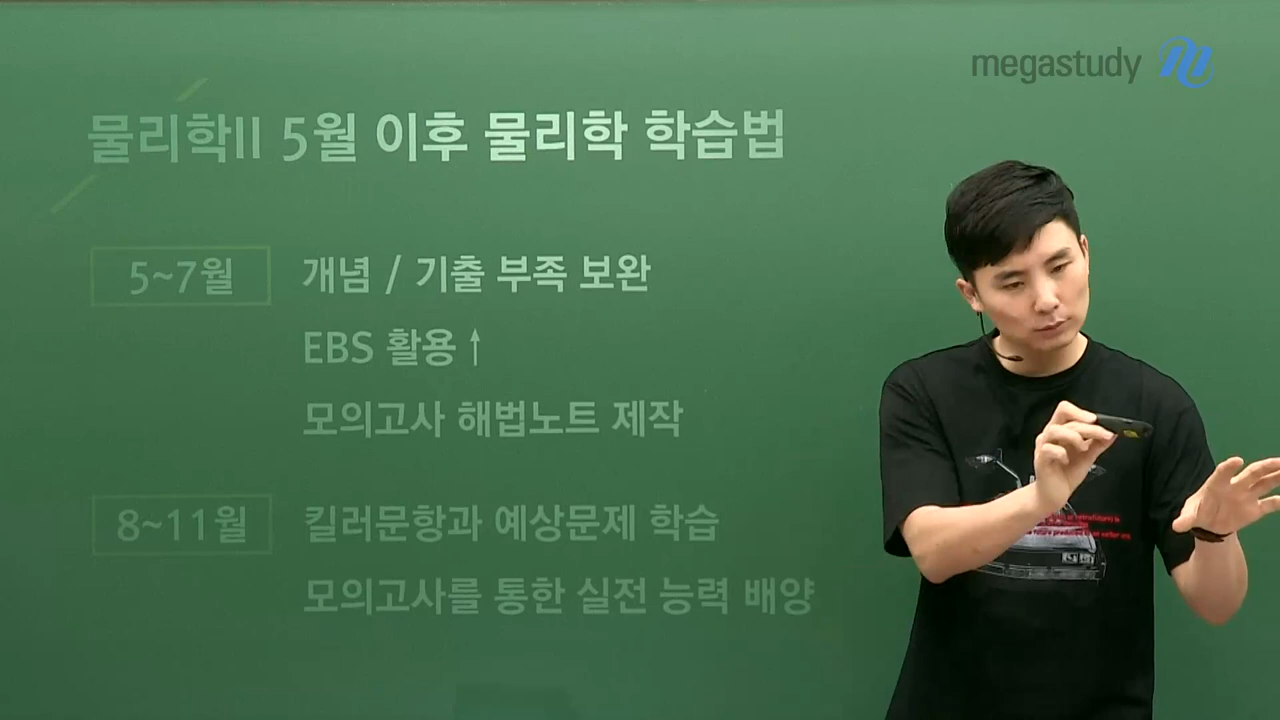 megastudy
물리학II 5월 이후 물리학 학습법
5~7월 개념 / 기출 부족 보완
EBS 활용↑
모의고사 해법노트 제작
8~11월 킬러문항과 예상문제 학습
모의고사를 통한 실전 능력 배양